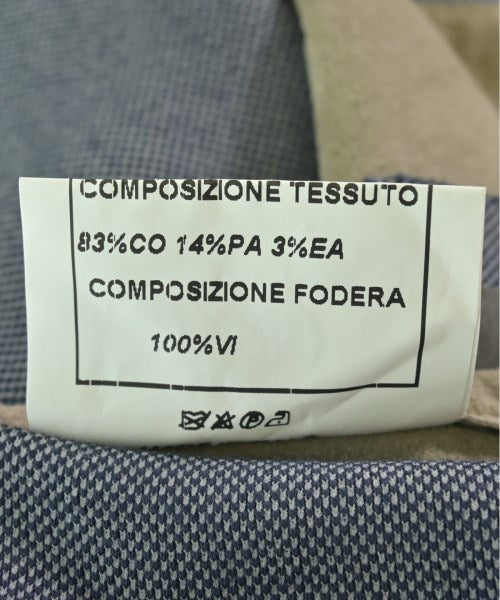 COMPOSIZIONE TESSUTO
83%CO 14%PA 3%EA
COMPOSIZIONE FODERA
100%VI